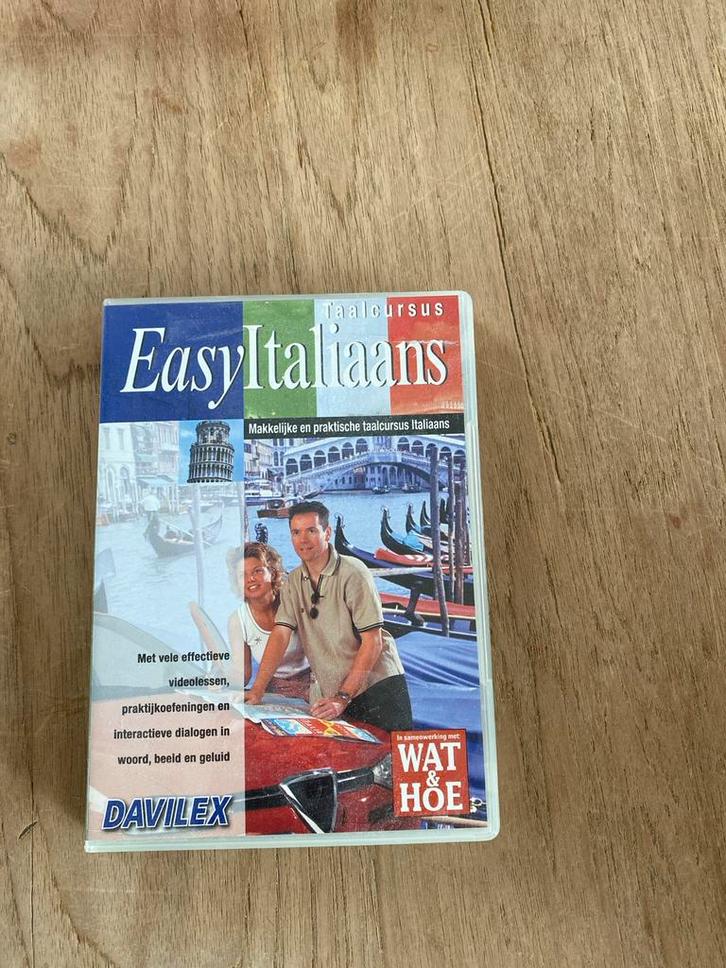 Taalcursus
EasyItaliaans
Makkelijke en praktische taalcursus Italiaans
Met vele effectieve
videolessen,
praktijkoefeningen en
interactieve dialogen in
woord, beeld en geluid
DAVILEX
In samenwerking met:
WAT
&
HOE